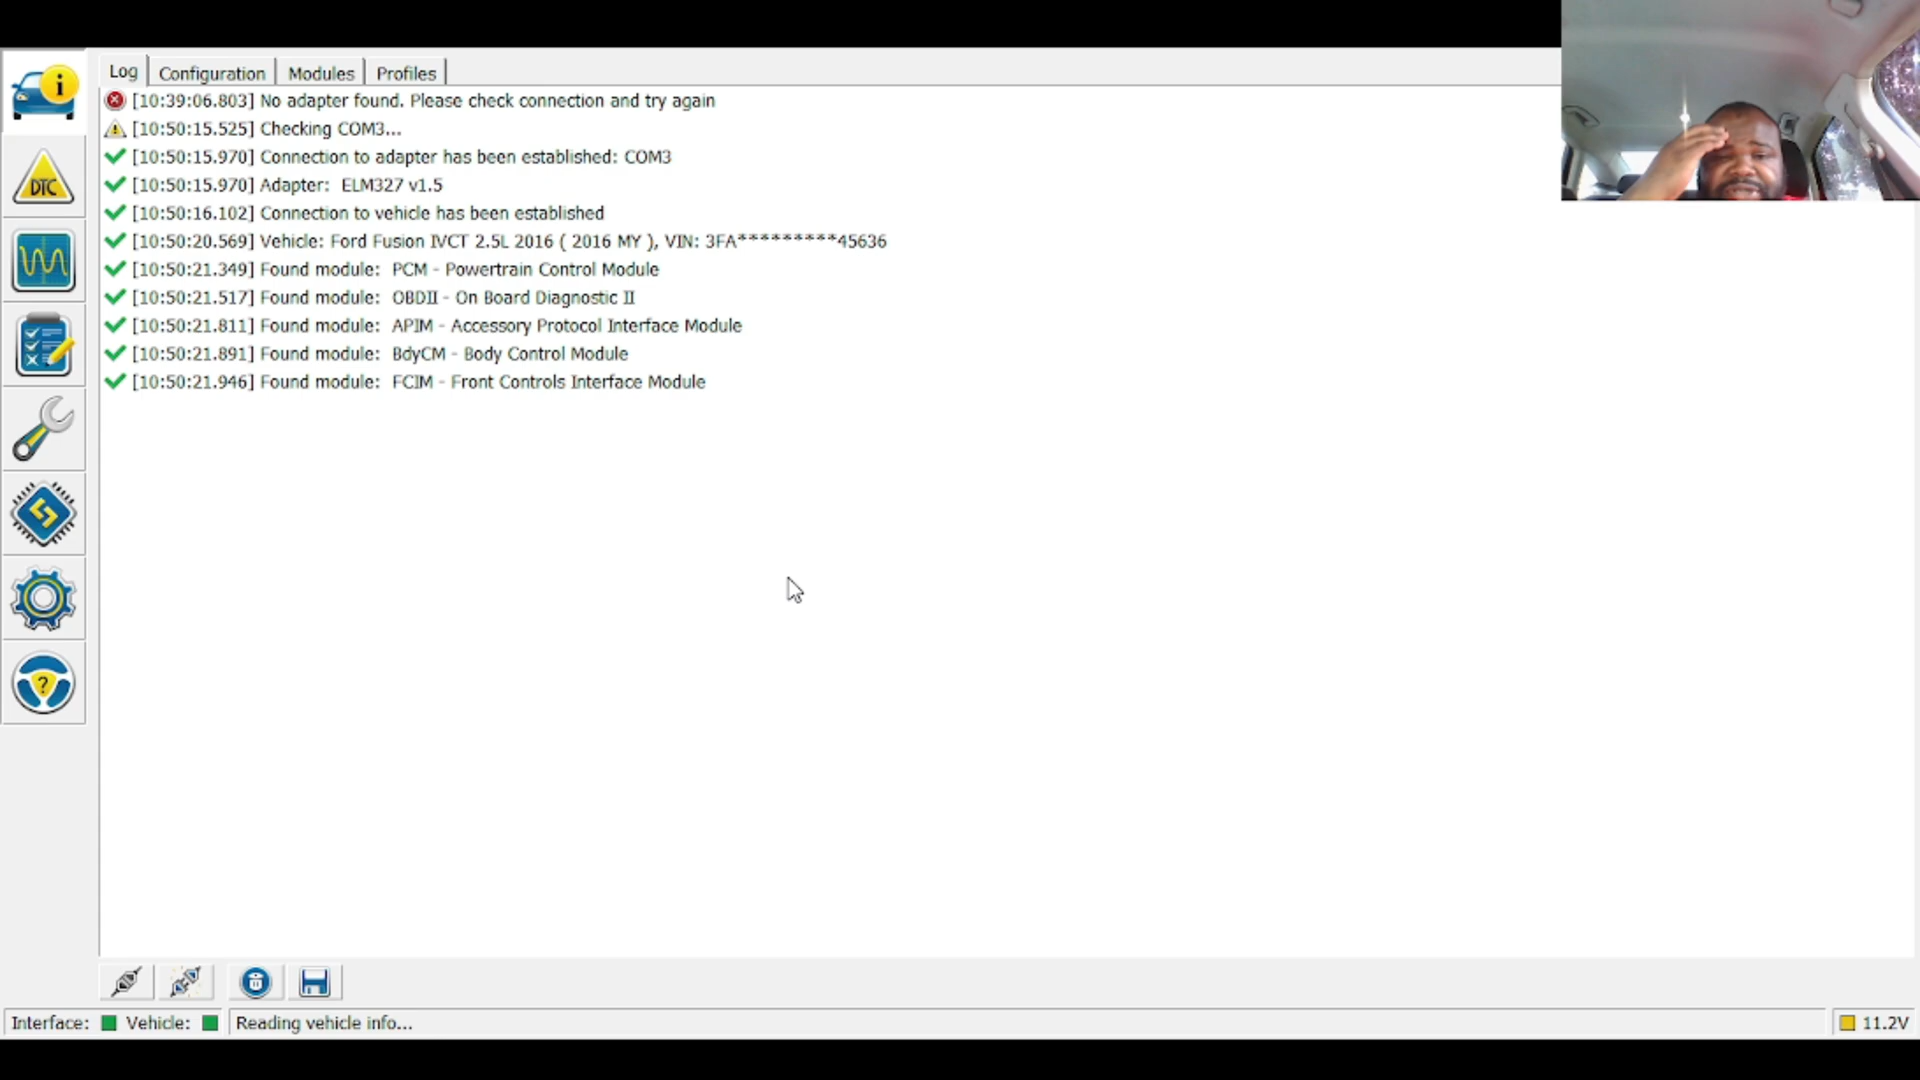 Log Configuration Modules Profiles
[10:39:06.803] No adapter found. Please check connection and try again
[10:50:15.525] Checking COM3...
[10:50:15.970] Connection to adapter has been established: COM3
[10:50:15.970] Adapter: ELM327 v1.5
[10:50:16.102] Connection to vehicle has been established
[10:50:20.569] Vehicle: Ford Fusion IVCT 2.5L 2016 ( 2016 MY ), VIN: 3FA*********45636
[10:50:21.349] Found module: PCM - Powertrain Control Module
[10:50:21.517] Found module: OBDII - On Board Diagnostic II
[10:50:21.811] Found module: APIM - Accessory Protocol Interface Module
[10:50:21.891] Found module: BdyCM - Body Control Module
[10:50:21.946] Found module: FCIM - Front Controls Interface Module
DTC
Interface: Vehicle: Reading vehicle info... 11.2V